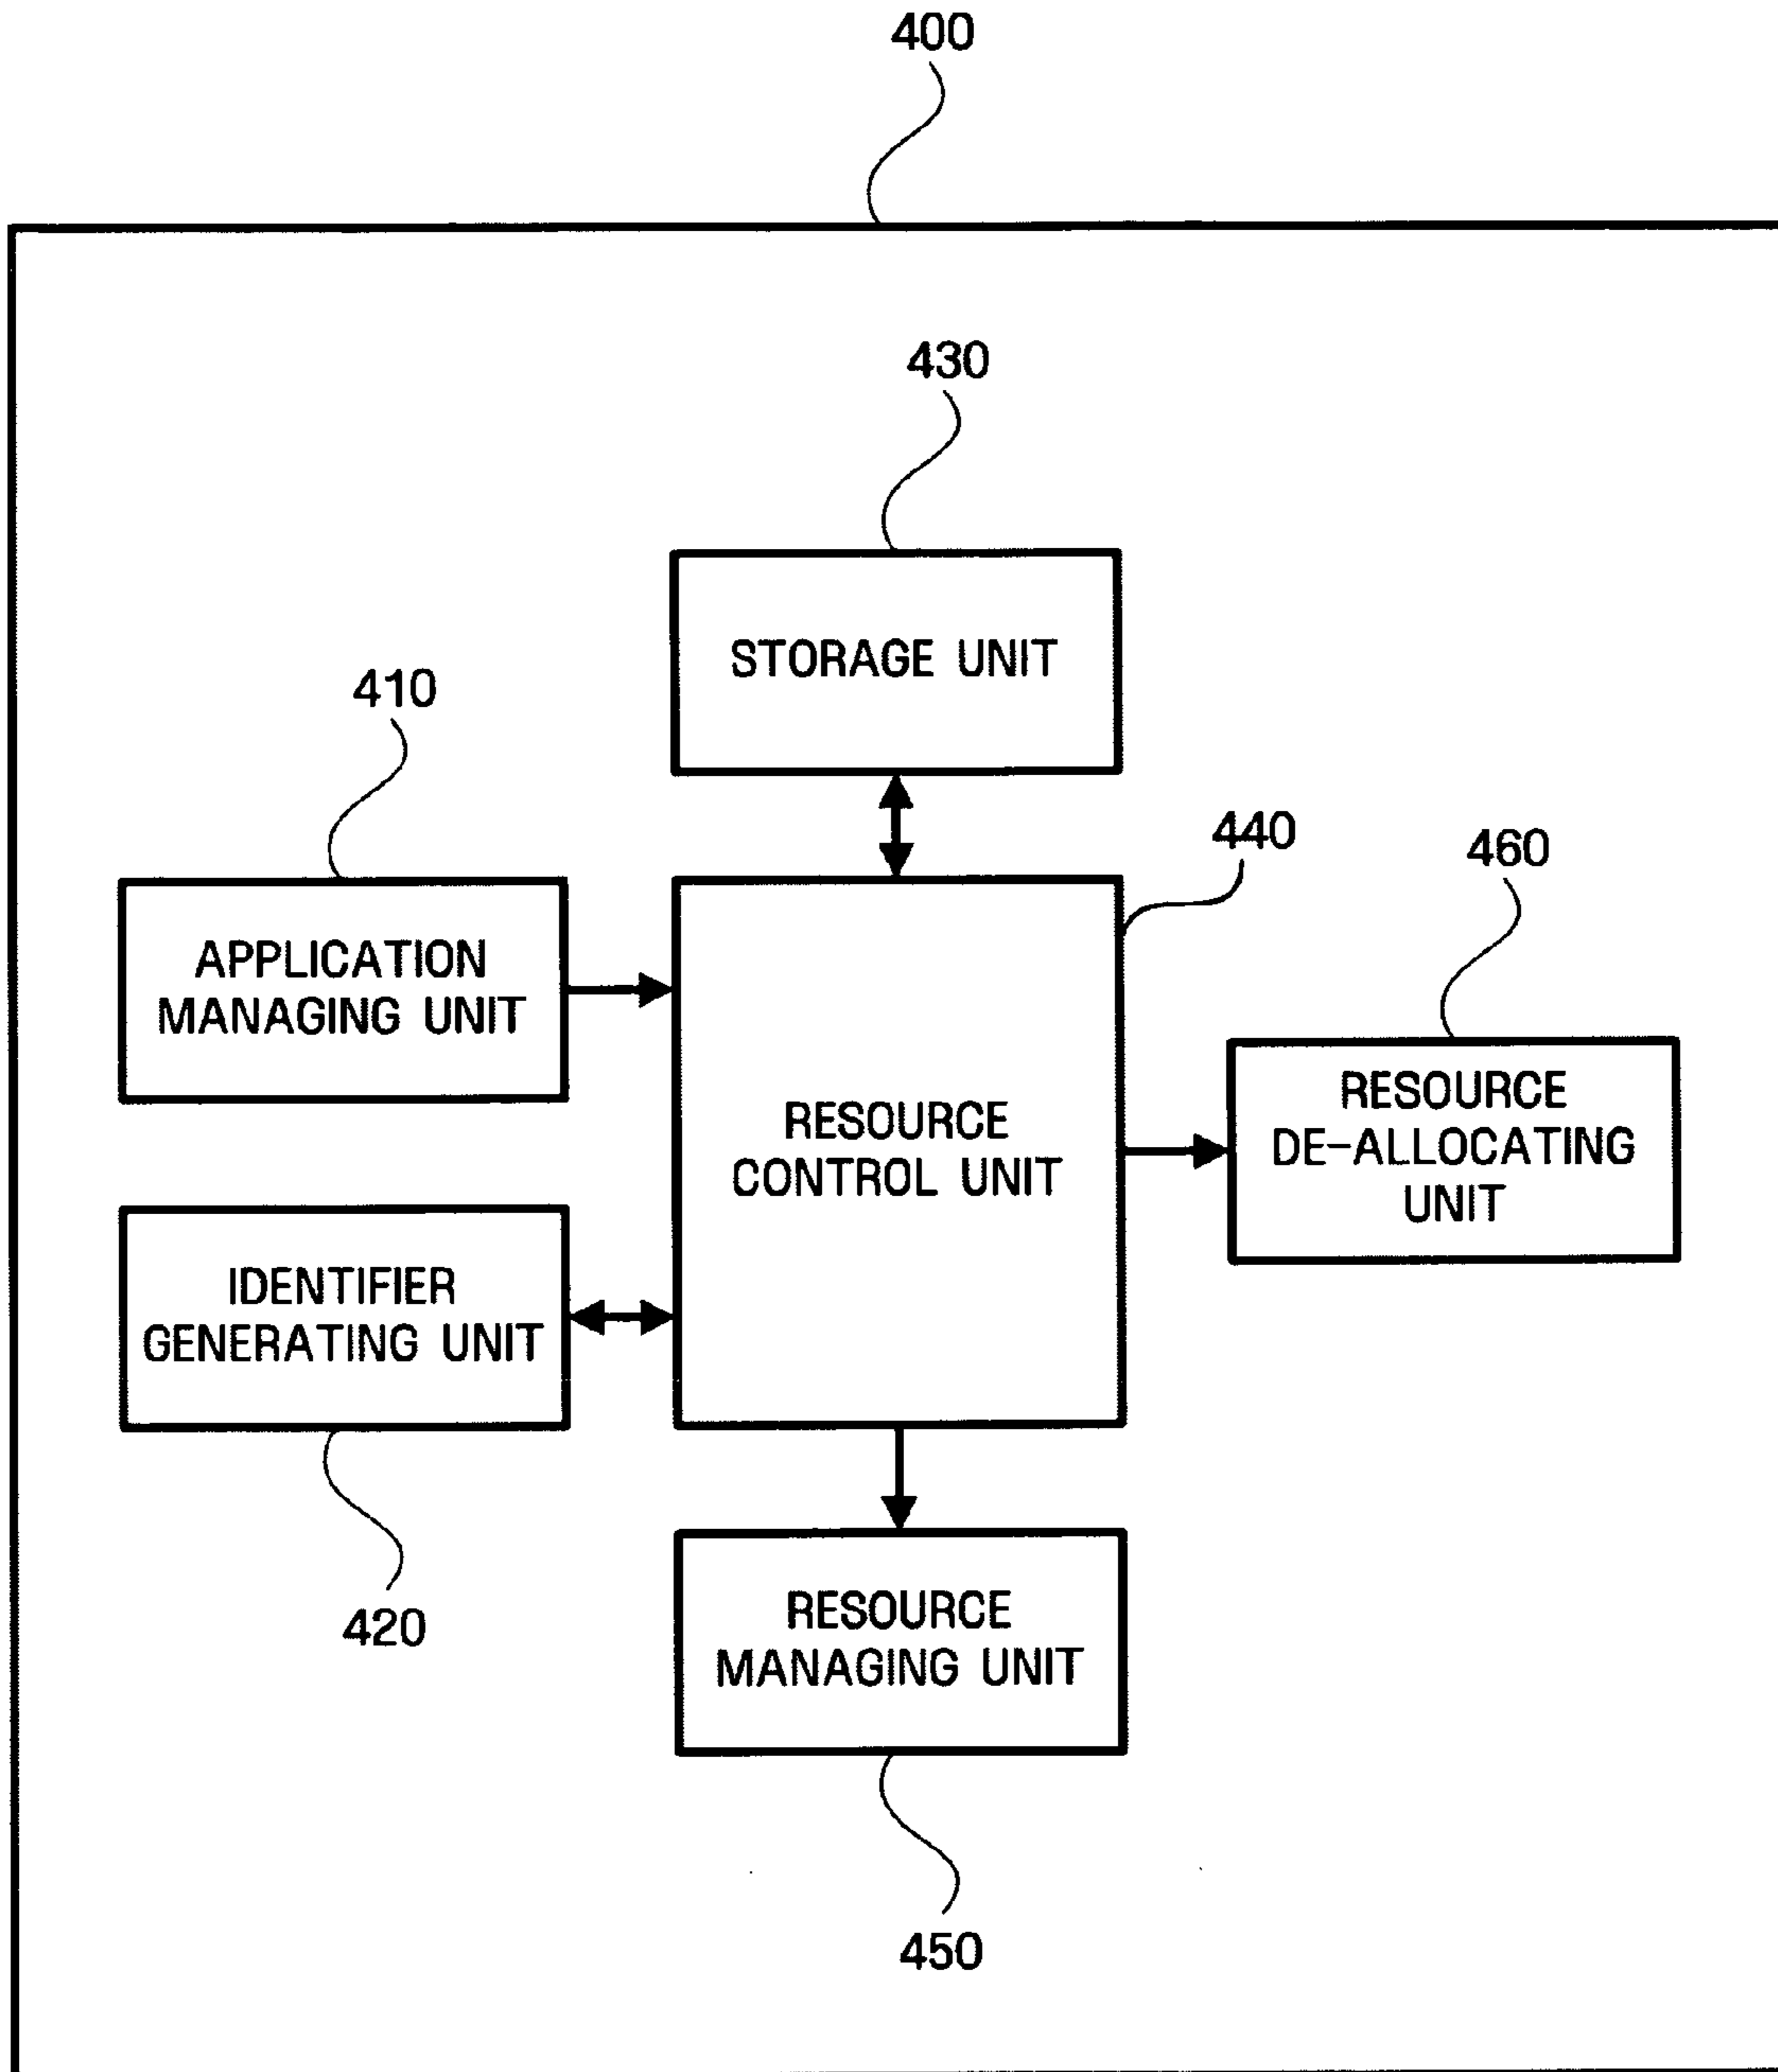 400
430
STORAGE UNIT
410
440
460
APPLICATION
MANAGING UNIT
RESOURCE
CONTROL UNIT
RESOURCE
DE-ALLOCATING
UNIT
IDENTIFIER
GENERATING UNIT
420
RESOURCE
MANAGING UNIT
450